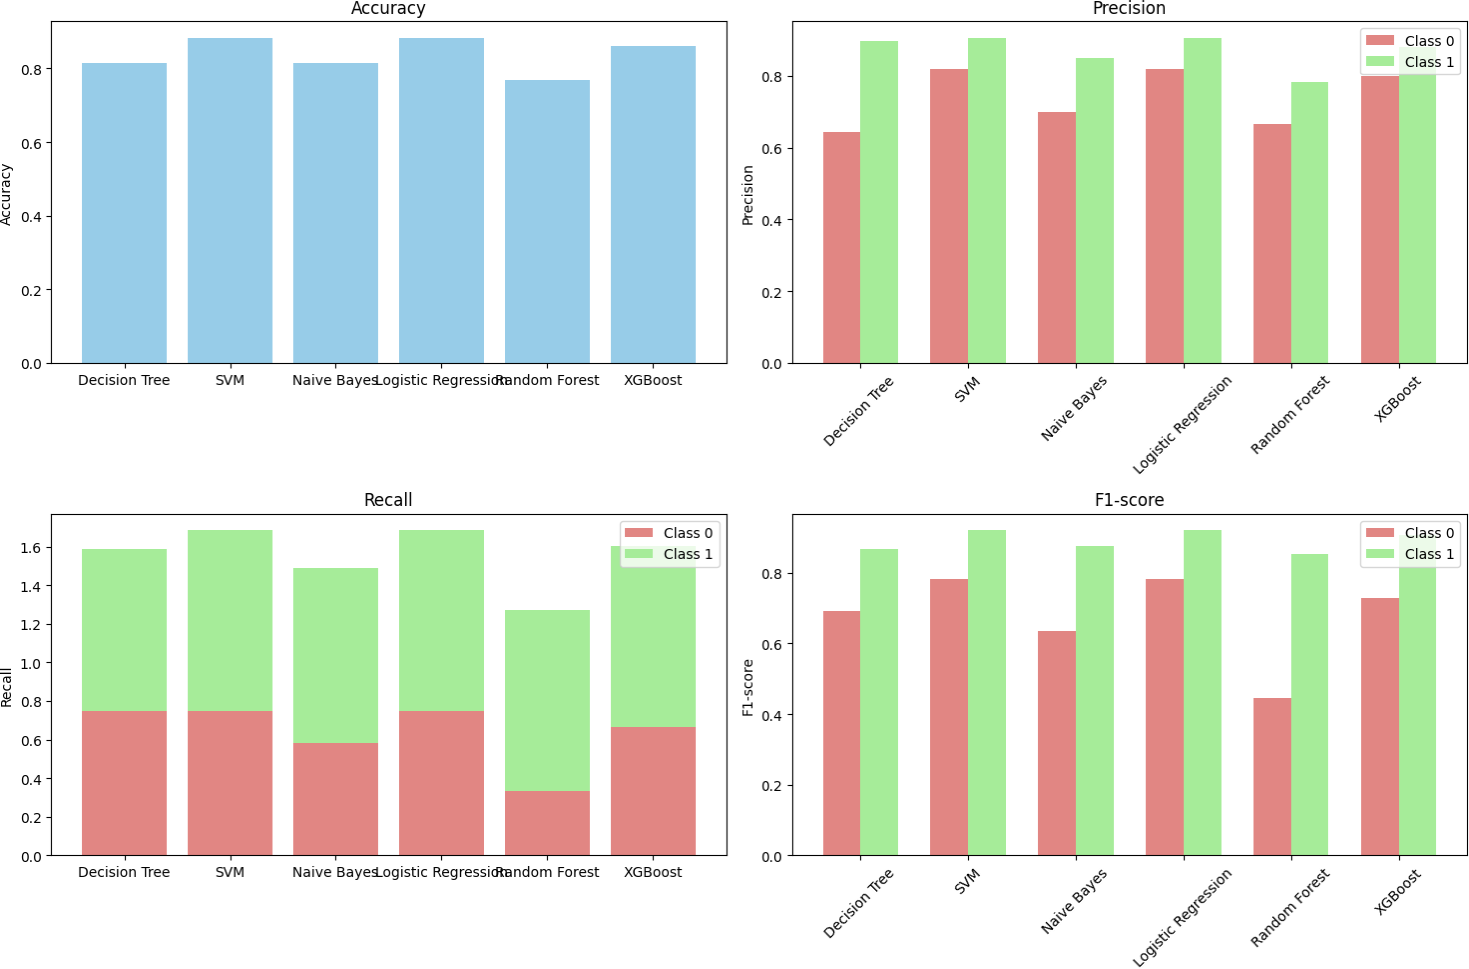 Accuracy
Accuracy
0.8
0.6
0.4
0.2
0.0
Decision Tree SVM Naive Bayes Logistic Regression Random Forest XGBoost
Precision
Precision
Class 0
Class 1
0.8
0.6
0.4
0.2
0.0
Decision Tree SVM Naive Bayes Logistic Regression Random Forest XGBoost
Recall
Recall
Class 0
Class 1
1.6
1.4
1.2
1.0
0.8
0.6
0.4
0.2
0.0
Decision Tree SVM Naive Bayes Logistic Regression Random Forest XGBoost
F1-score
F1-score
Class 0
Class 1
0.8
0.6
0.4
0.2
0.0
Decision Tree SVM Naive Bayes Logistic Regression Random Forest XGBoost